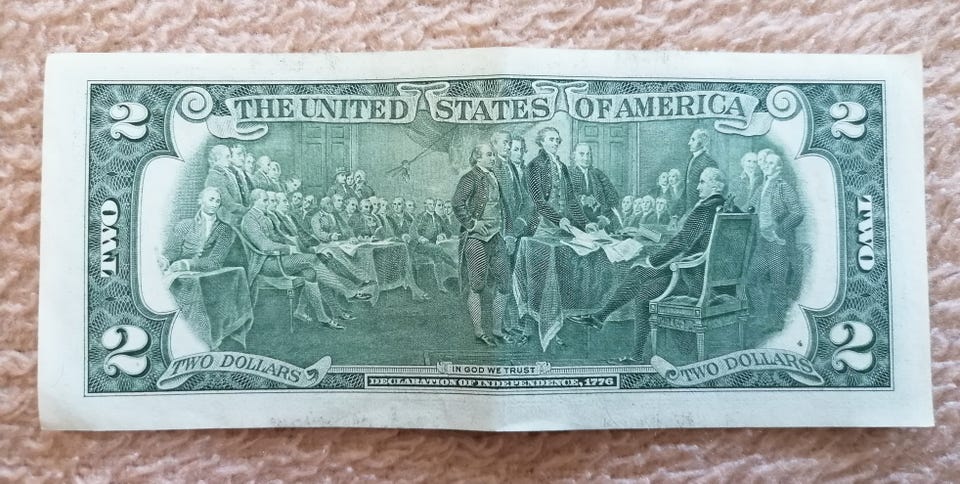 2 THE UNITED STATES OF AMERICA 2
TWO TWO
2 2
TWO DOLLARS IN GOD WE TRUST TWO DOLLARS
DECLARATION OF INDEPENDENCE, 1776